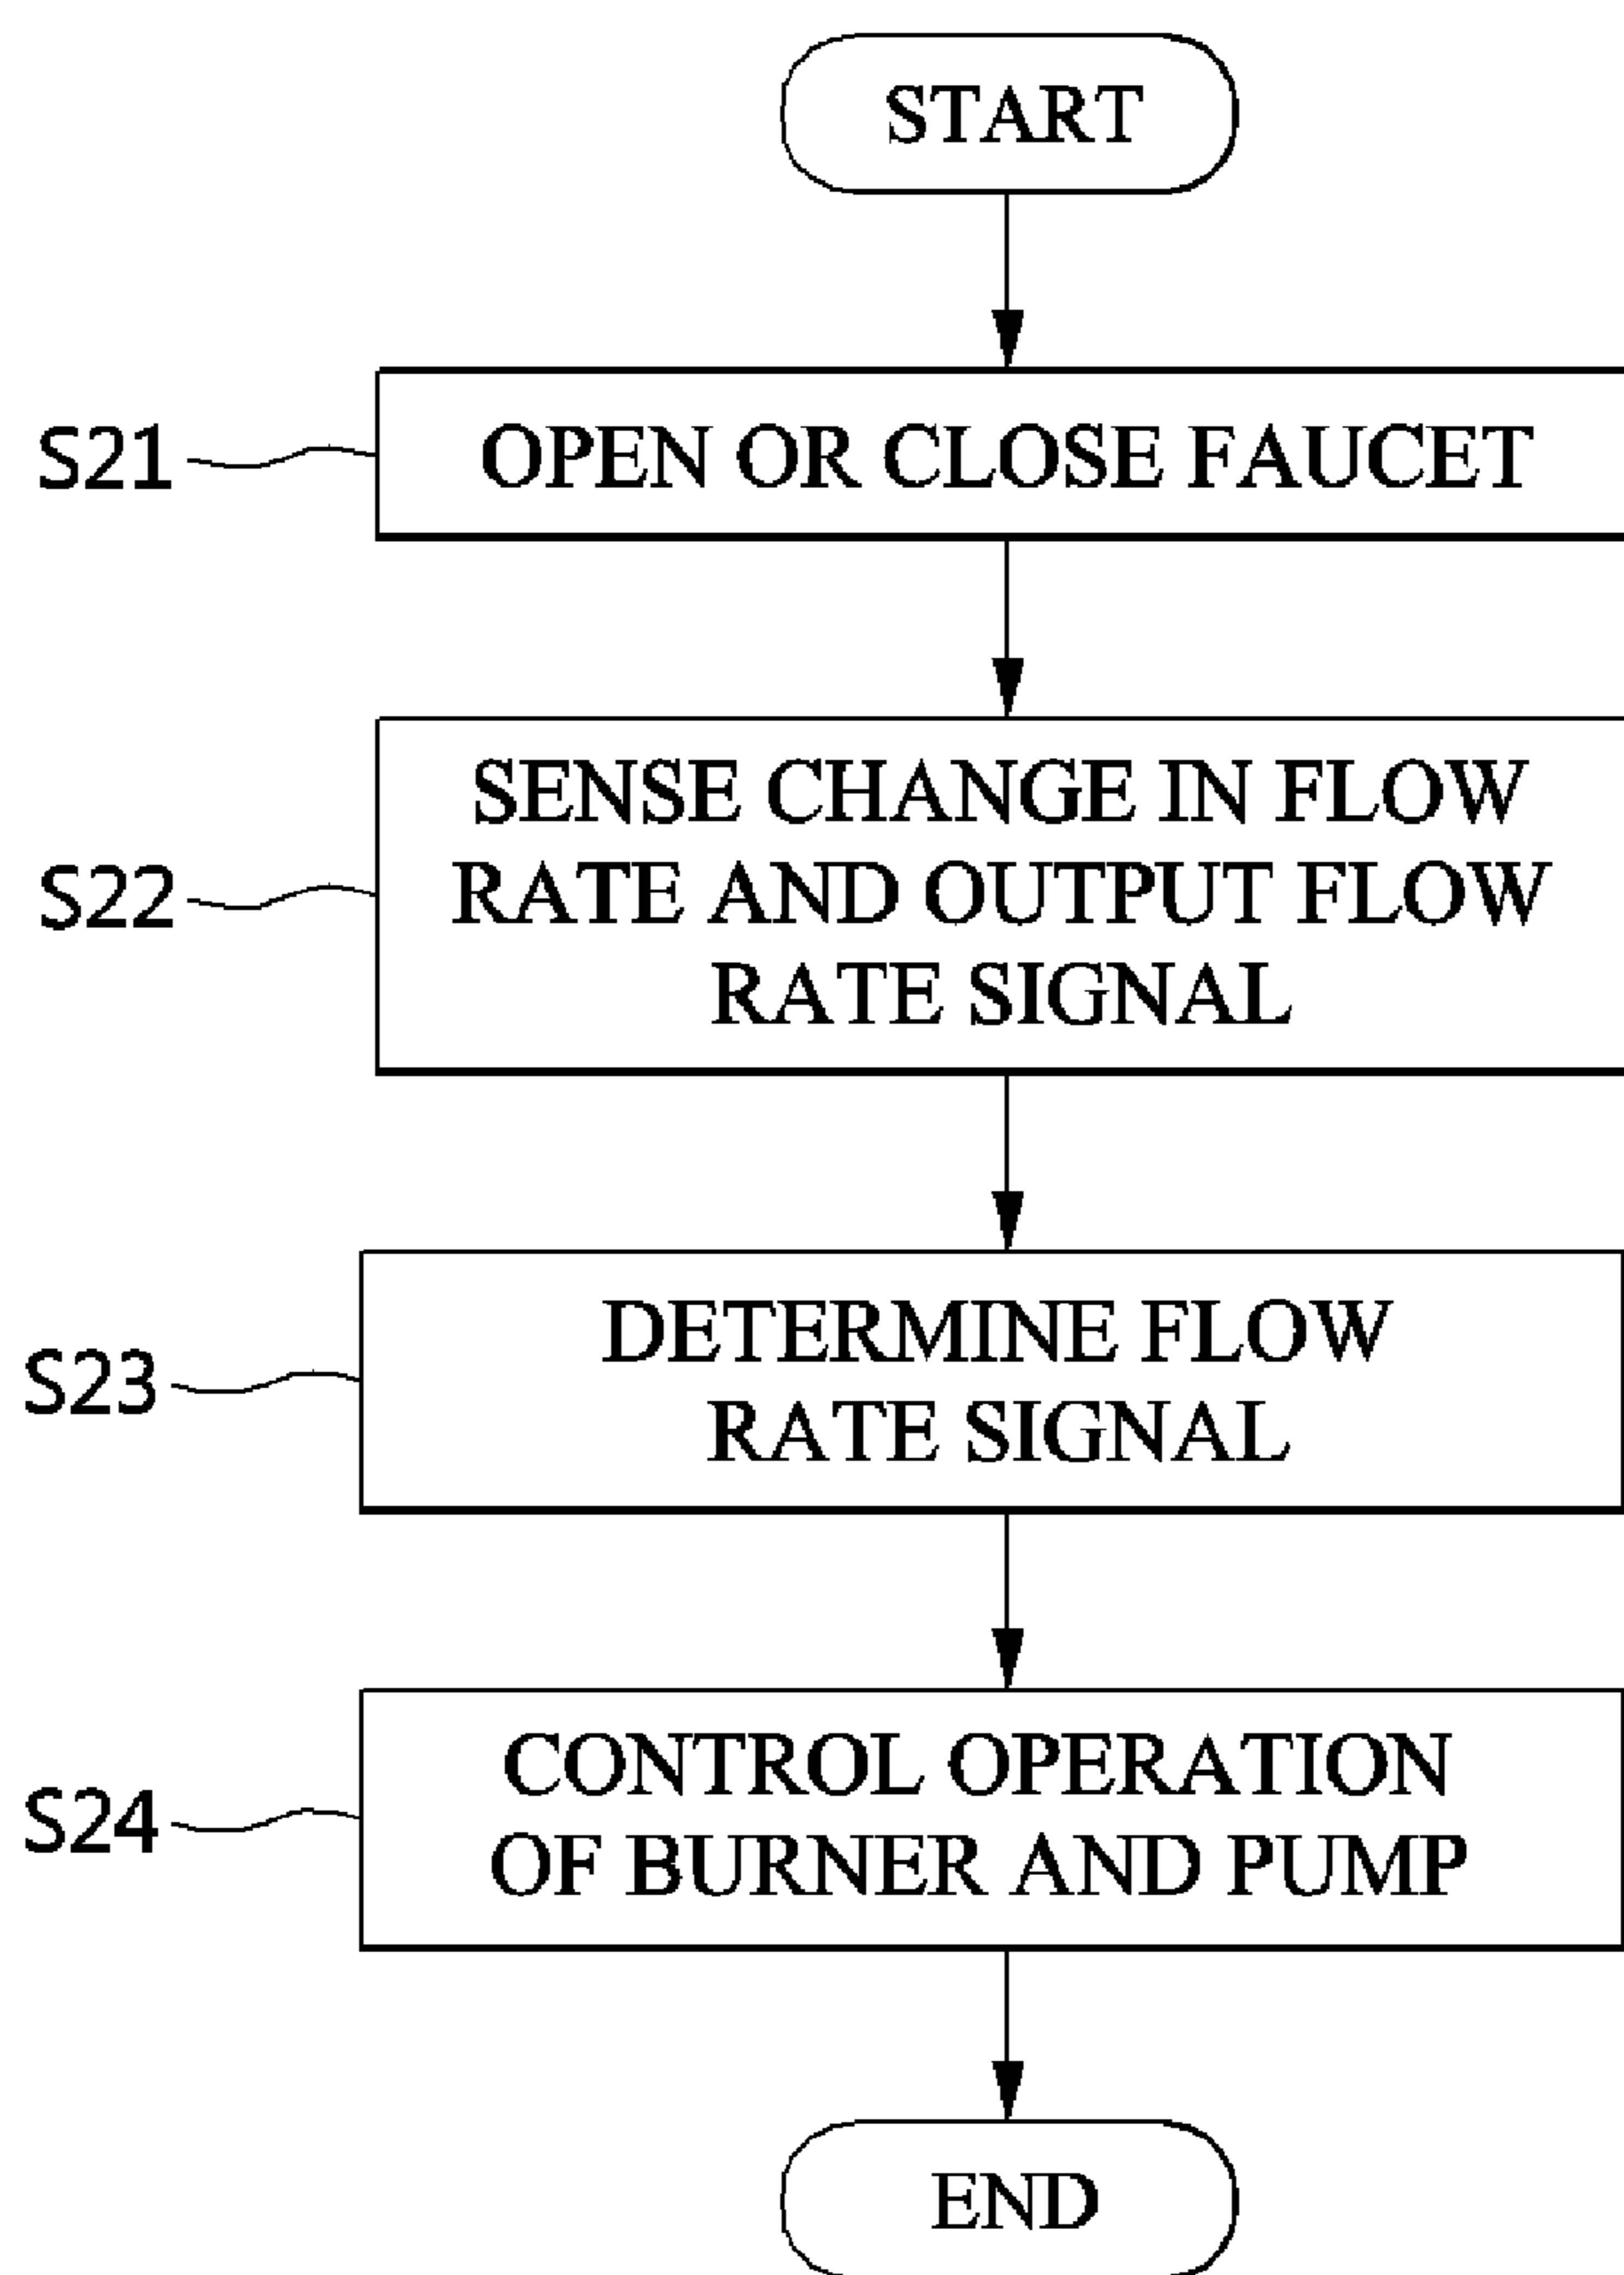 START
S21
OPEN OR CLOSE FAUCET
S22
SENSE CHANGE IN FLOW
RATE AND OUTPUT FLOW
RATE SIGNAL
S23
DETERMINE FLOW
RATE SIGNAL
S24
CONTROL OPERATION
OF BURNER AND PUMP
END